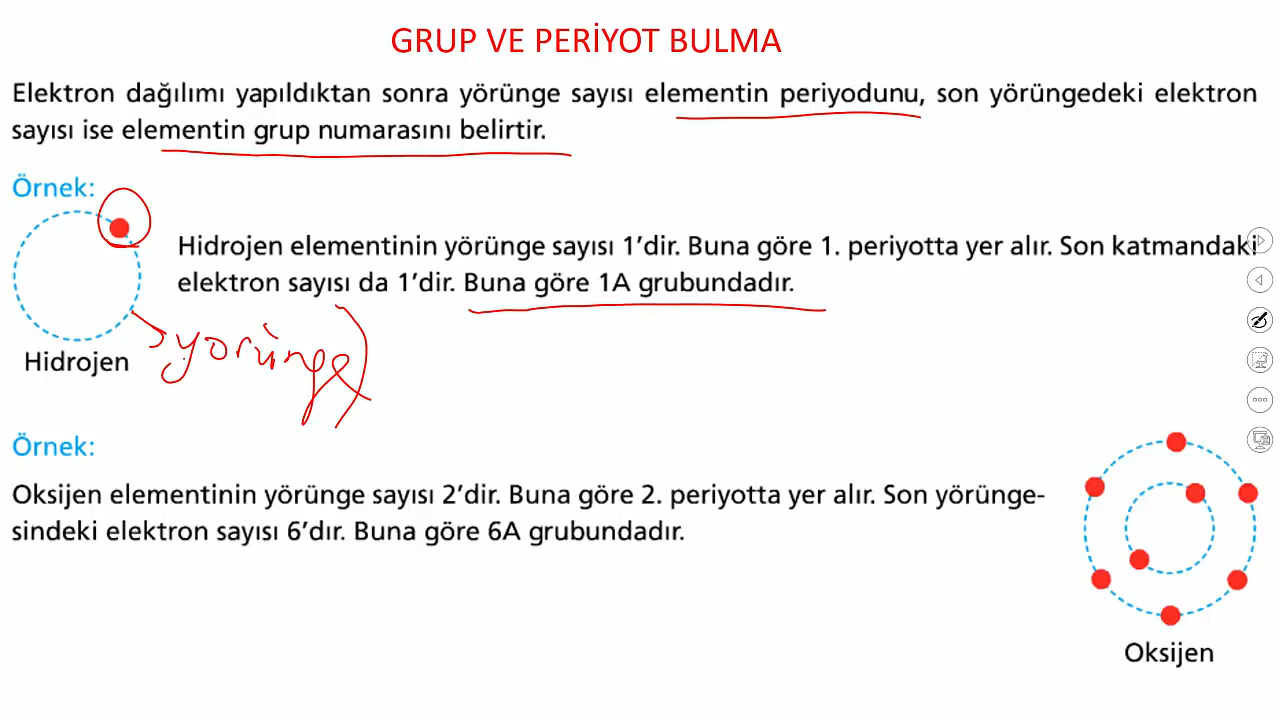 GRUP VE PERİYOT BULMA
Elektron dağılımı yapıldıktan sonra yörünge sayısı elementin periyodunu, son yörüngedeki elektron
sayısı ise elementin grup numarasını belirtir.
Örnek:
Hidrojen elementinin yörünge sayısı 1’dir. Buna göre 1. periyotta yer alır. Son katmandaki
elektron sayısı da 1’dir. Buna göre 1A grubundadır.
yörünge
Hidrojen
Örnek:
Oksijen elementinin yörünge sayısı 2’dir. Buna göre 2. periyotta yer alır. Son yörünge-
sindeki elektron sayısı 6’dır. Buna göre 6A grubundadır.
Oksijen